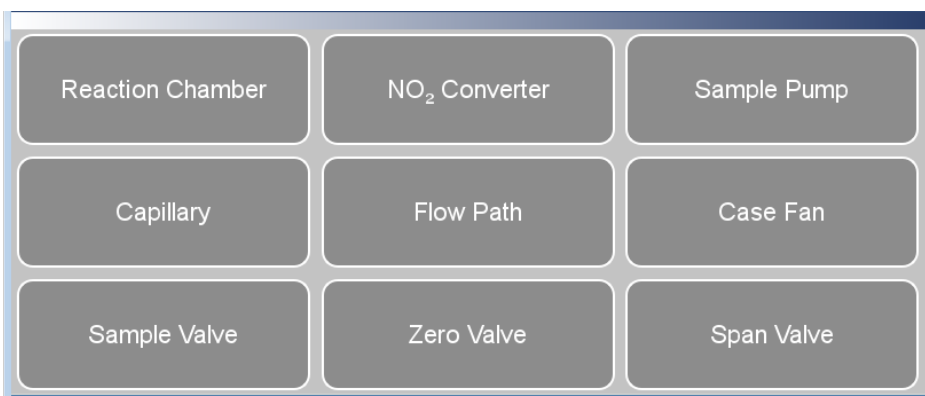 Reaction Chamber
NO₂ Converter
Sample Pump
Capillary
Flow Path
Case Fan
Sample Valve
Zero Valve
Span Valve